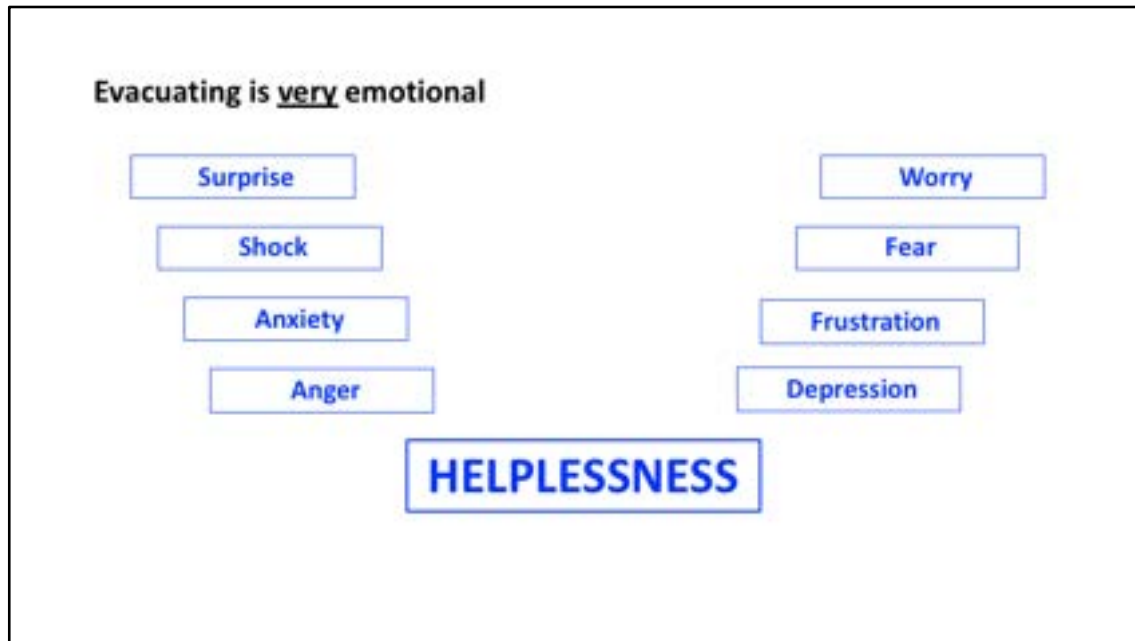 Evacuating is very emotional
Surprise
Worry
Shock
Fear
Anxiety
Frustration
Anger
Depression
HELPLESSNESS